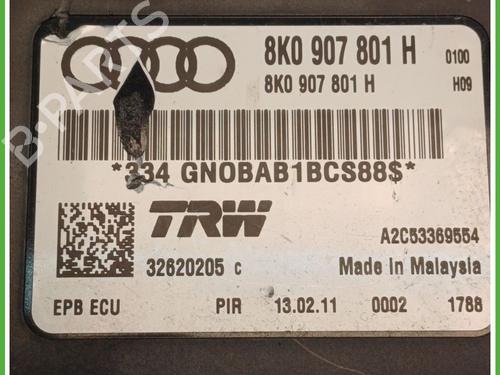 8K0 907 801 H 0100
8K0 907 801 H H09
*334 GNOBAB1BCS88$*
TRW A2C53369554
32620205 c Made in Malaysia
EPB ECU PIR 13.02.11 0002 1788
B-PARTS